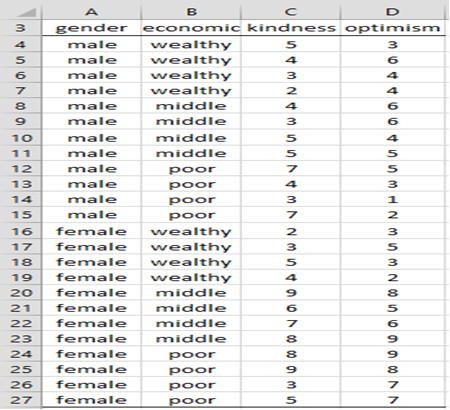 A B C D
3 gender economic kindness optimism
4 male wealthy 5 3
5 male wealthy 4 6
6 male wealthy 3 4
7 male wealthy 2 4
8 male middle 4 6
9 male middle 3 6
10 male middle 5 4
11 male middle 5 5
12 male poor 7 5
13 male poor 4 3
14 male poor 3 1
15 male poor 7 2
16 female wealthy 2 3
17 female wealthy 3 5
18 female wealthy 5 3
19 female wealthy 4 2
20 female middle 9 8
21 female middle 6 5
22 female middle 7 6
23 female middle 8 9
24 female poor 8 9
25 female poor 9 8
26 female poor 3 7
27 female poor 5 7